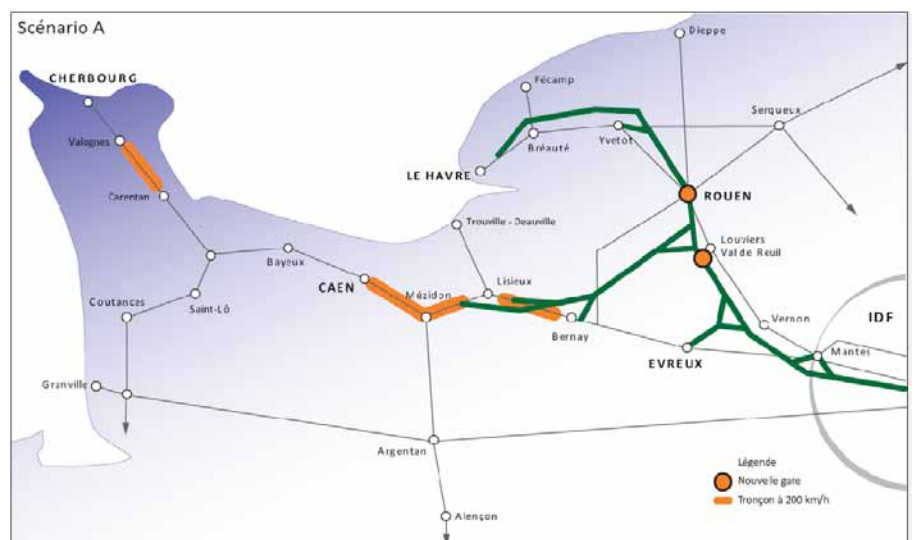 Scénario A
Dieppe
CHERBOURG
Fécamp
Serqueux
Valognes
Yvetot
Bréauté
LE HAVRE
Carentan
ROUEN
Trouville - Deauville
Louviers
Val de Reuil
Bayeux
CAEN
Lisieux
Mézidon
Coutances
Saint-Lô
Vernon
IDF
Bernay
Mantes
EVREUX
Granville
Argentan
Légende
Nouvelle gare
Tronçon à 200 km/h
Alençon